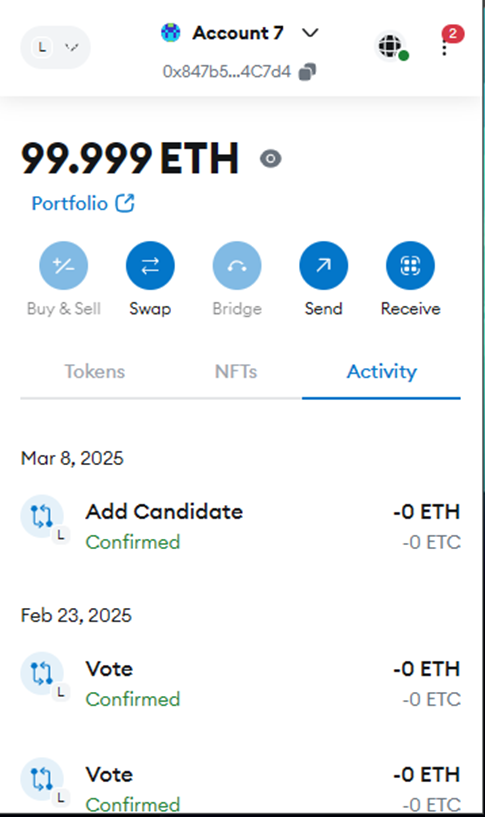 L
Account 7
2
0x847b5...4C7d4
99.999 ETH
Portfolio
Buy & Sell Swap Bridge Send Receive
Tokens NFTs Activity
Mar 8, 2025
Add Candidate -0 ETH
L Confirmed -0 ETC
Feb 23, 2025
Vote -0 ETH
L Confirmed -0 ETC
Vote -0 ETH
L Confirmed -0 ETC